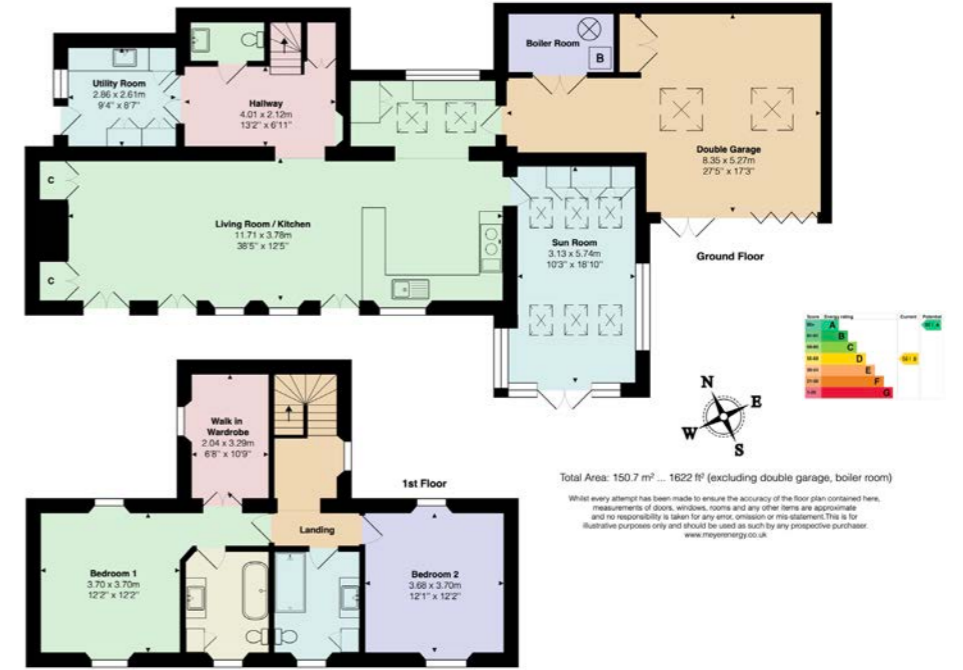 Boiler Room
B
Utility Room
2.86 x 2.61m
9'4" x 8'7"
Hallway
4.01 x 2.12m
13'2" x 6'11"
Double Garage
8.35 x 5.27m
27'5" x 17'3"
C
Living Room / Kitchen
11.71 x 3.78m
38'5" x 12'5"
C
Sun Room
3.13 x 5.74m
10'3" x 18'10"
Ground Floor
Score Energy rating Current Potential
A
B
C
D
E
F
G
N
E
W
S
Walk in
Wardrobe
2.04 x 3.29m
6'8" x 10'9"
1st Floor
Landing
Bedroom 1
3.70 x 3.70m
12'2" x 12'2"
Bedroom 2
3.68 x 3.70m
12'1" x 12'2"
Total Area: 150.7 m² ... 1622 ft² (excluding double garage, boiler room)
Whilst every attempt has been made to ensure the accuracy of the floor plan contained here,
measurements of doors, windows, rooms and any other items are approximate
and no responsibility is taken for any error, omission or mis-statement.This is for
illustrative purposes only and should be used as such by any prospective purchaser.
www.meyerenergy.co.uk